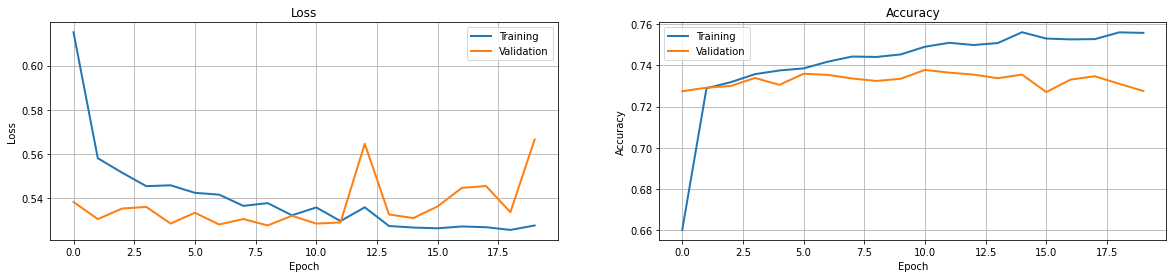 Loss
Training
Validation
Loss
0.60
0.58
0.56
0.54
0.0 2.5 5.0 7.5 10.0 12.5 15.0 17.5
Epoch
Accuracy
Training
Validation
Accuracy
0.76
0.74
0.72
0.70
0.68
0.66
0.0 2.5 5.0 7.5 10.0 12.5 15.0 17.5
Epoch